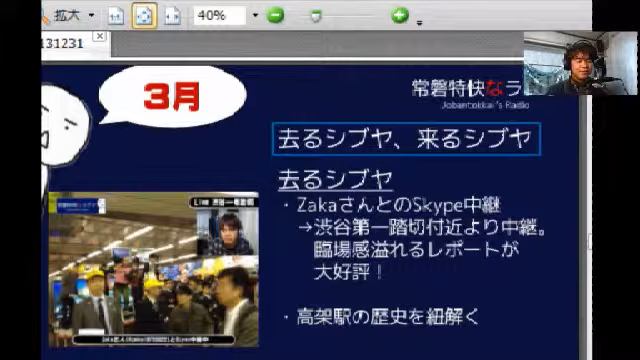 拡大
40%
131231
3月
常磐特快なラ
Jobantokkai's Radio
去るシブヤ、来るシブヤ
去るシブヤ
・ZakaさんとのSkype中継
→渋谷第一踏切付近より中継。
臨場感溢れるレポートが
大好評！
・高架駅の歴史を紐解く